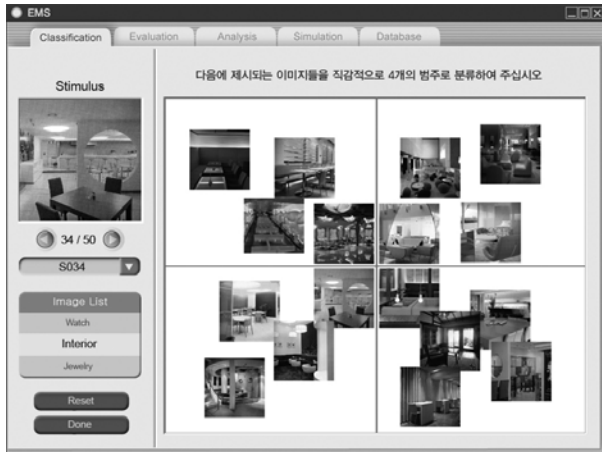 EMS
Classification Evaluation Analysis Simulation Database
Stimulus
다음에 제시되는 이미지들을 직감적으로 4개의 범주로 분류하여 주십시오
34 / 50
S034
Image List
Watch
Interior
Jewelry
Reset
Done